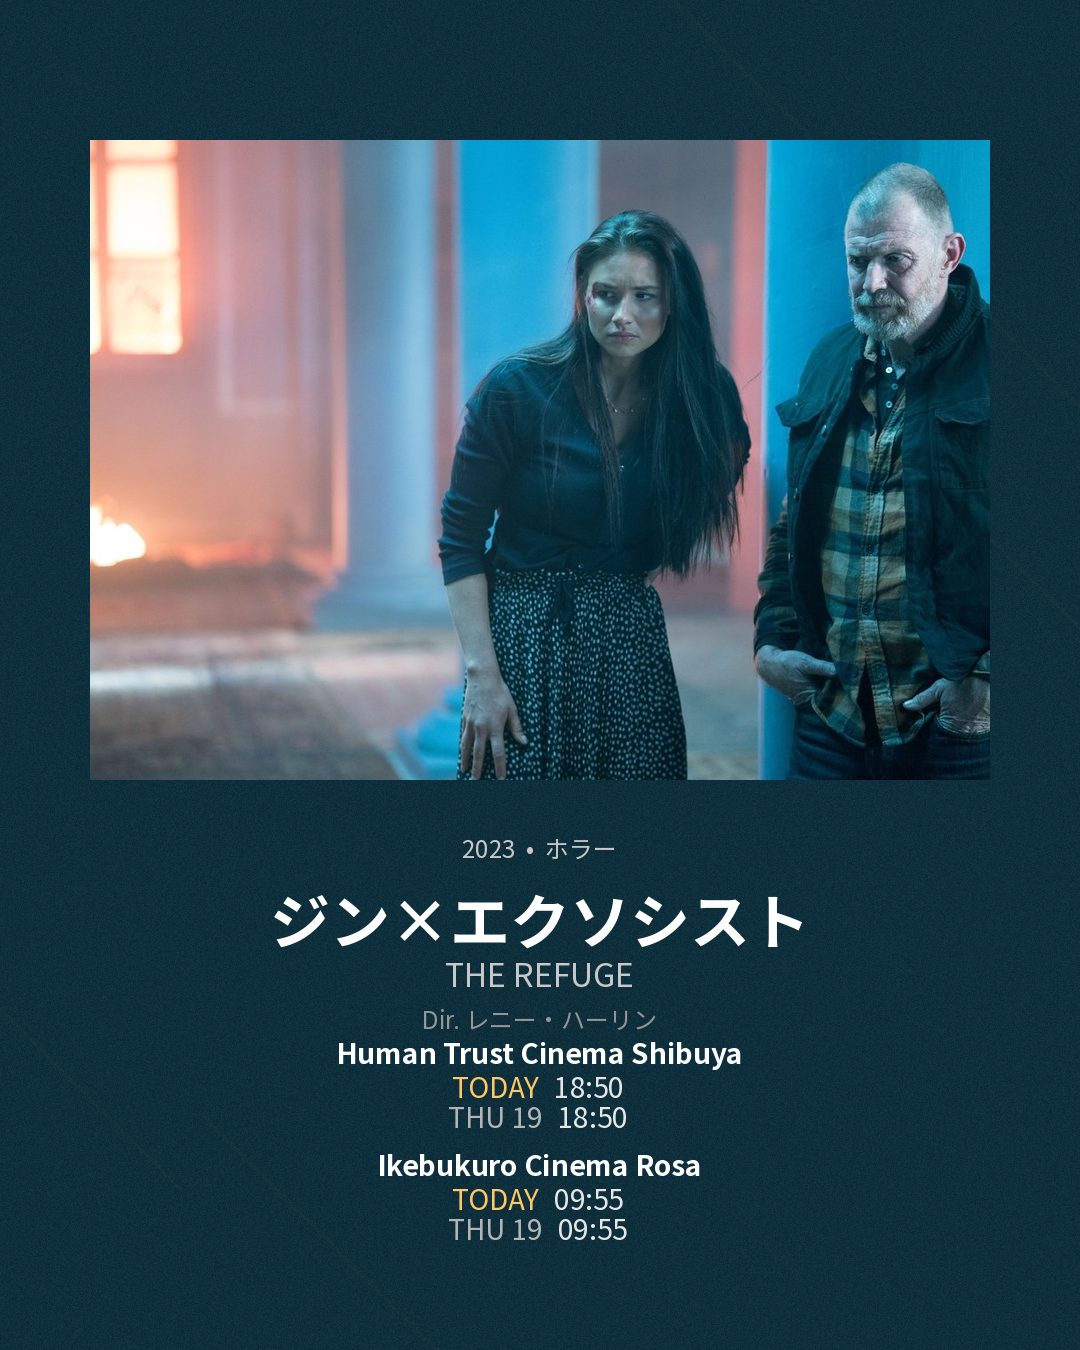 2023 • ホラー
ジン×エクソシスト
THE REFUGE
Dir. レニー・ハーリン
Human Trust Cinema Shibuya
TODAY 18:50
THU 19 18:50
Ikebukuro Cinema Rosa
TODAY 09:55
THU 19 09:55